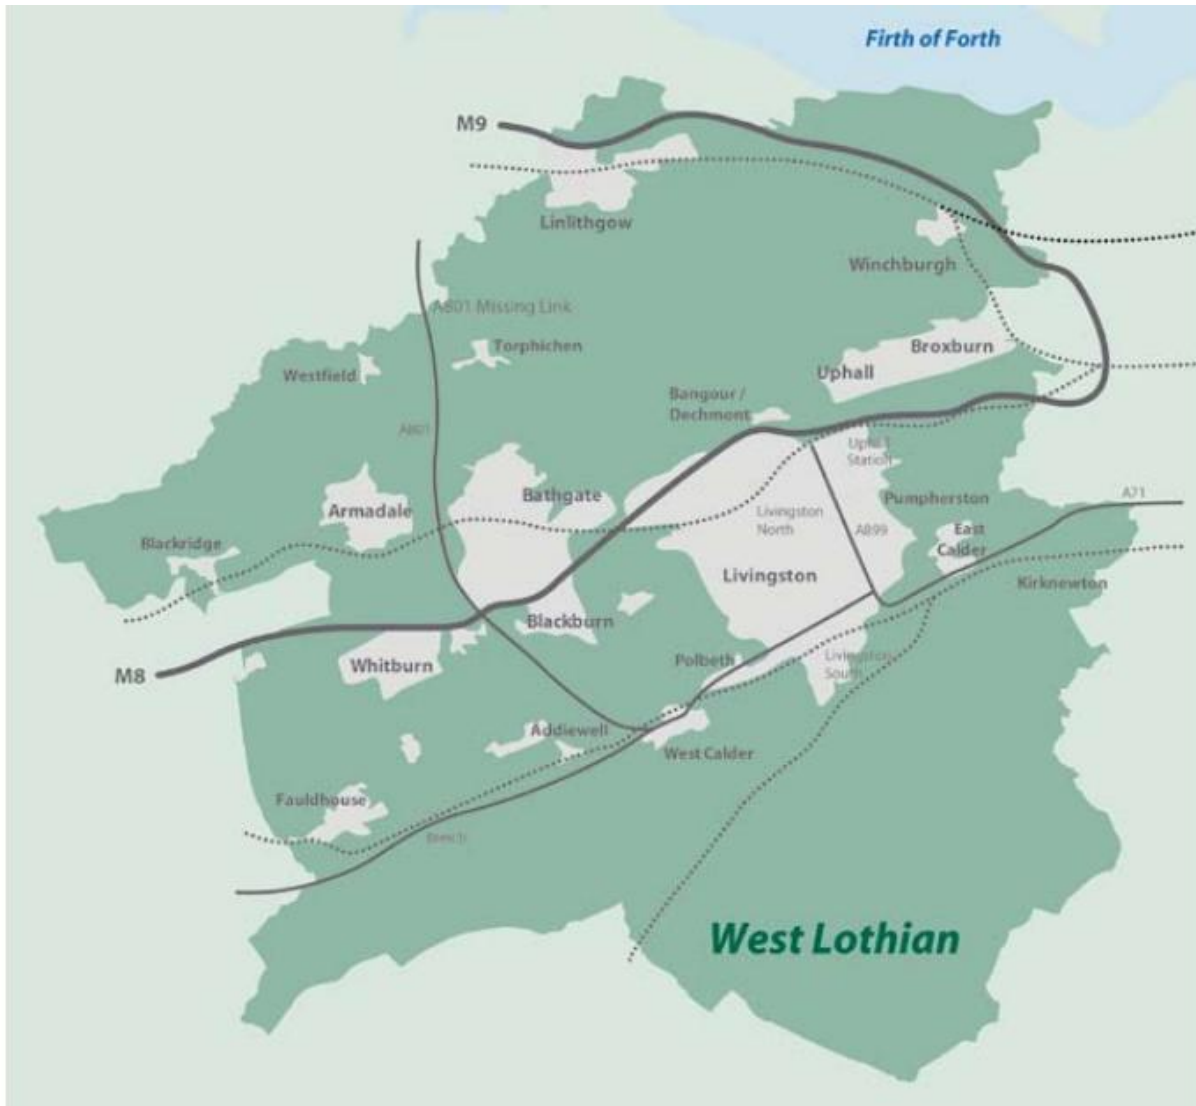 Firth of Forth
M9
Linlithgow
Winchburgh
A801 Missing Link
Torphichen
Broxburn
Westfield
Uphall
Bangour /
Dechmont
A801
Station
Bathgate
Pumpherston
A71
Armadale
Livingston
North
A899
East
Calder
Blackridge
Livingston
Kirknewton
Blackburn
Whitburn
Polbeth
Livingston
South
M8
Addiewell
West Calder
Fauldhouse
West Lothian